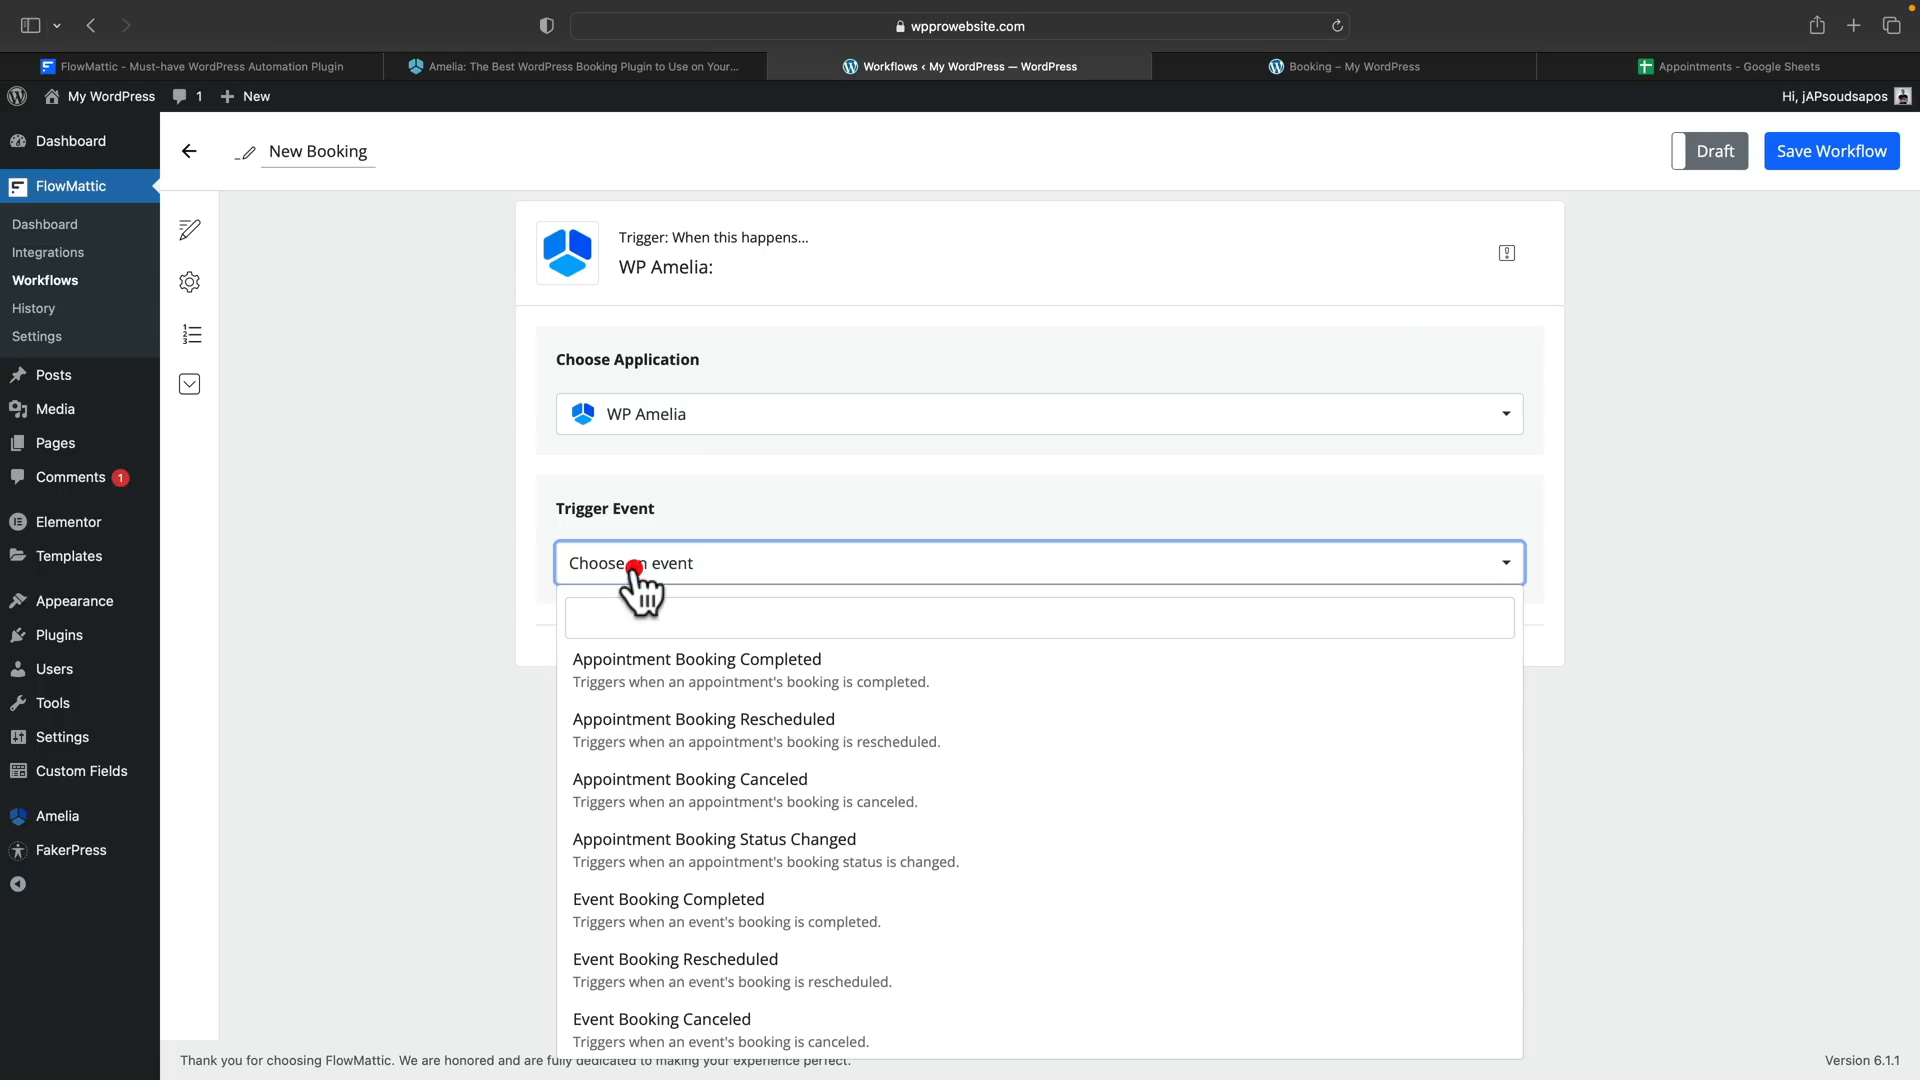 wpprowebsite.com
FlowMattic - Must-have WordPress Automation Plugin
Amelia: The Best WordPress Booking Plugin to Use on Your...
Workflows ‹ My WordPress — WordPress
Booking – My WordPress
Appointments - Google Sheets
My WordPress
1
New
Hi, jAPsoudsapos
Dashboard
FlowMattic
Dashboard
Integrations
Workflows
History
Settings
Posts
Media
Pages
Comments 1
Elementor
Templates
Appearance
Plugins
Users
Tools
Settings
Custom Fields
Amelia
FakerPress
New Booking
Draft
Save Workflow
Trigger: When this happens...
WP Amelia:
Choose Application
WP Amelia
Trigger Event
Choose event
Appointment Booking Completed
Triggers when an appointment's booking is completed.
Appointment Booking Rescheduled
Triggers when an appointment's booking is rescheduled.
Appointment Booking Canceled
Triggers when an appointment's booking is canceled.
Appointment Booking Status Changed
Triggers when an appointment's booking status is changed.
Event Booking Completed
Triggers when an event's booking is completed.
Event Booking Rescheduled
Triggers when an event's booking is rescheduled.
Event Booking Canceled
Triggers when an event's booking is canceled.
Thank you for choosing FlowMattic. We are honored and are fully dedicated to making your experience perfect.
Version 6.1.1